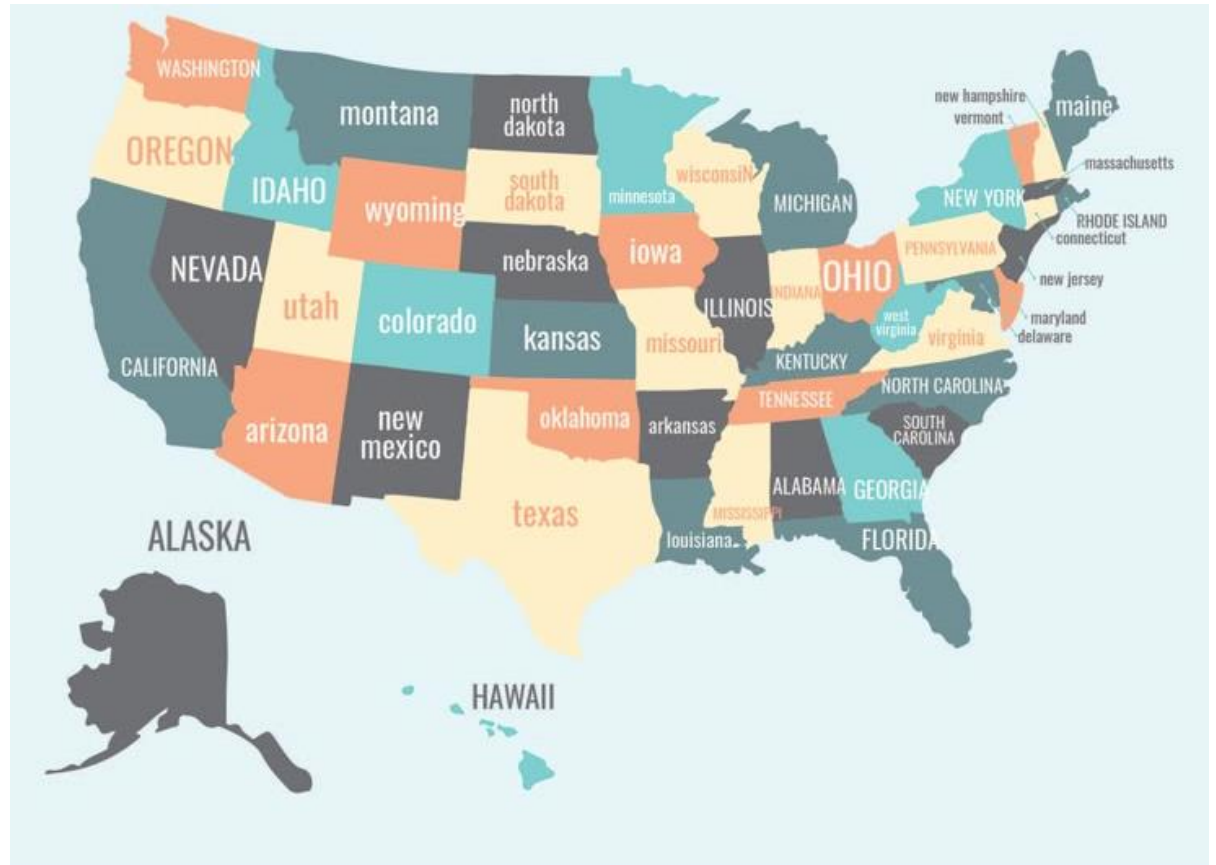 WASHINGTON
montana
north
dakota
new hampshire
vermont
maine
OREGON
IDAHO
wyoming
south
dakota
minnesota
wisconsiN
MICHIGAN
NEW YORK
massachusetts
RHODE ISLAND
connecticut
NEVADA
utah
colorado
nebraska
iowa
ILLINOIS
INDIANA
OHIO
PENNSYLVANIA
new jersey
CALIFORNIA
kansas
missouri
KENTUCKY
west
virginia
virginia
maryland
delaware
arizona
new
mexico
oklahoma
arkansas
TENNESSEE
NORTH CAROLINA
SOUTH
CAROLINA
texas
louisiana
MISSISSIPPI
ALABAMA
GEORGIA
FLORIDA
ALASKA
HAWAII